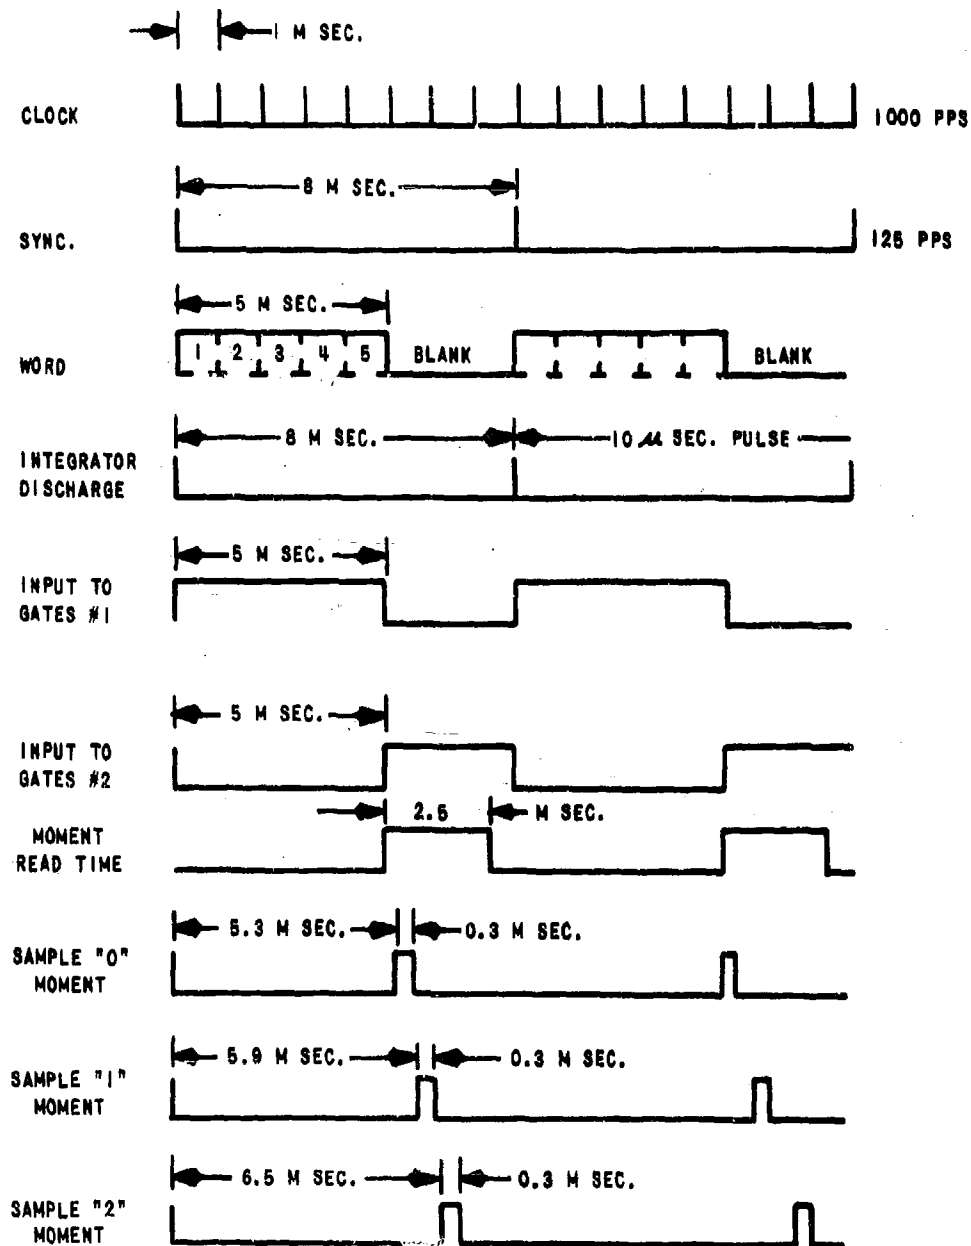 1 M SEC.
CLOCK 1000 PPS
8 M SEC.
SYNC. 125 PPS
5 M SEC.
WORD 1 2 3 4 5 BLANK BLANK
8 M SEC. 10 μ SEC. PULSE
INTEGRATOR
DISCHARGE
5 M SEC.
INPUT TO
GATES #1
5 M SEC.
INPUT TO
GATES #2
2.5 M SEC.
MOMENT
READ TIME
5.3 M SEC. 0.3 M SEC.
SAMPLE "0"
MOMENT
5.9 M SEC. 0.3 M SEC.
SAMPLE "1"
MOMENT
6.5 M SEC. 0.3 M SEC.
SAMPLE "2"
MOMENT